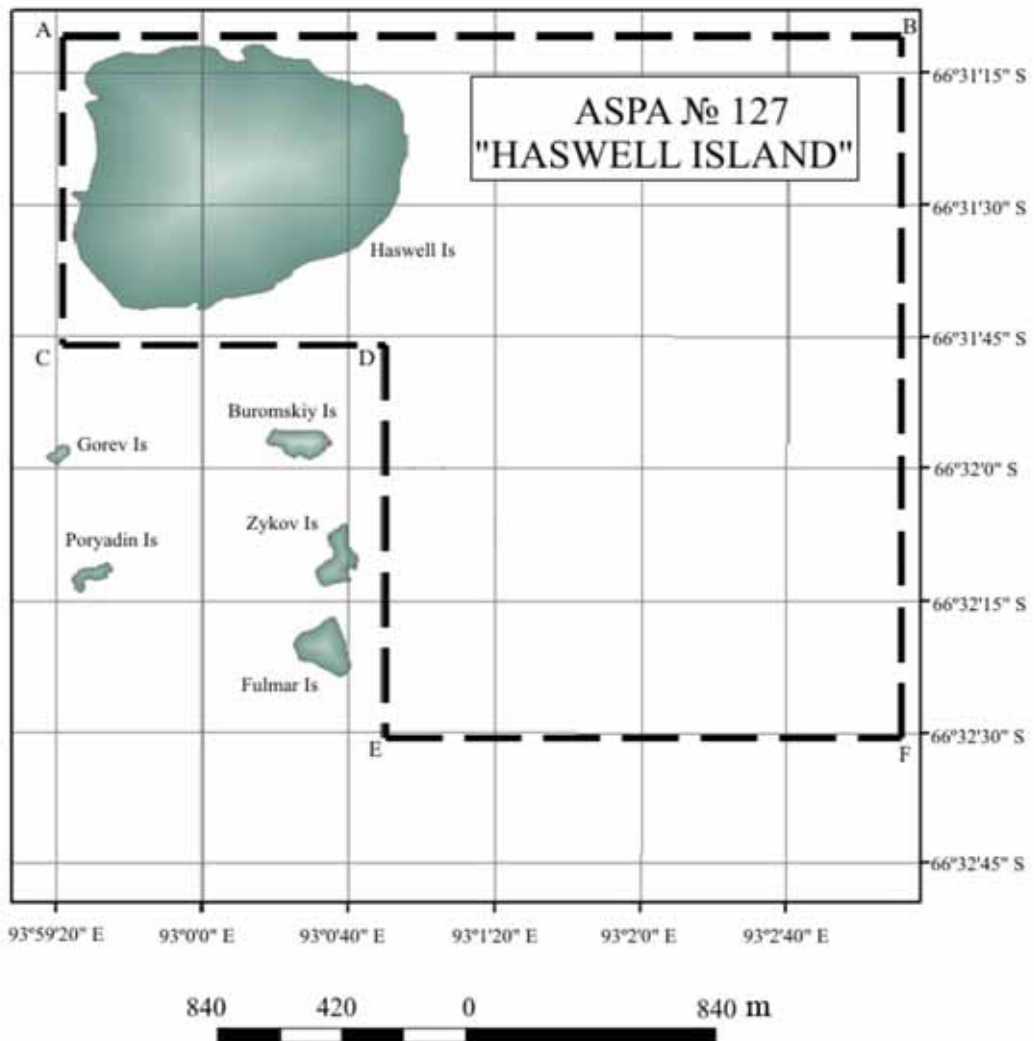 A
B
66°31'15" S
ASPA № 127
"HASWELL ISLAND"
66°31'30" S
Haswell Is
66°31'45" S
C
D
Buromskiy Is
Gorev Is
66°32'0" S
Zykov Is
Poryadin Is
66°32'15" S
Fulmar Is
66°32'30" S
E
F
66°32'45" S
93°59'20" E 93°0'0" E 93°0'40" E 93°1'20" E 93°2'0" E 93°2'40" E
840 420 0 840 m